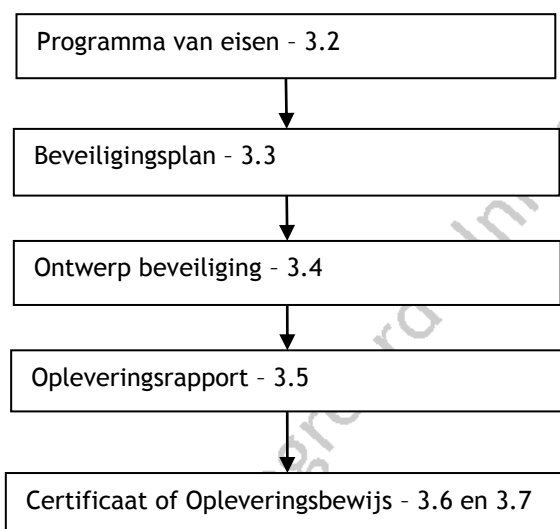 Programma van eisen – 3.2
Beveiligingsplan – 3.3
Ontwerp beveiliging – 3.4
Opleveringsrapport – 3.5
Certificaat of Opleveringsbewijs – 3.6 en 3.7